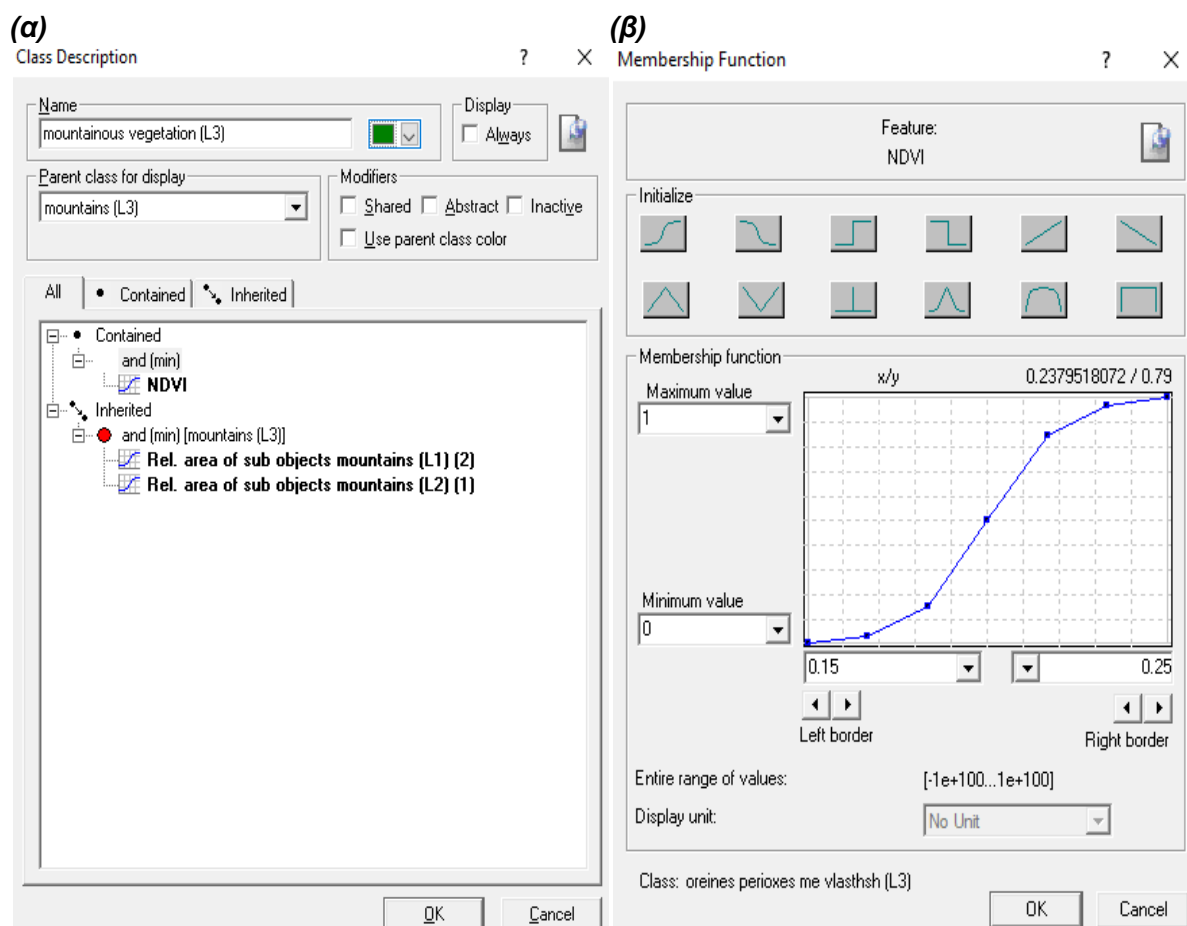 (α)
Class Description ?
Name
mountainous vegetation (L3)
Display
Always
Parent class for display
mountains (L3)
Modifiers
Shared Abstract Inactive
Use parent class color
All Contained Inherited
Contained
and (min)
NDVI
Inherited
and (min) [mountains (L3)]
Rel. area of sub objects mountains (L1) (2)
Rel. area of sub objects mountains (L2) (1)
OK Cancel
(β)
Membership Function ?
Feature:
NDVI
Initialize
Membership function
Maximum value
1
x/y 0.2379518072 / 0.79
Minimum value
0
0.15 0.25
Left border Right border
Entire range of values: [-1e+100...1e+100]
Display unit: No Unit
Class: oreines perioxes me vlasthsh (L3)
OK Cancel